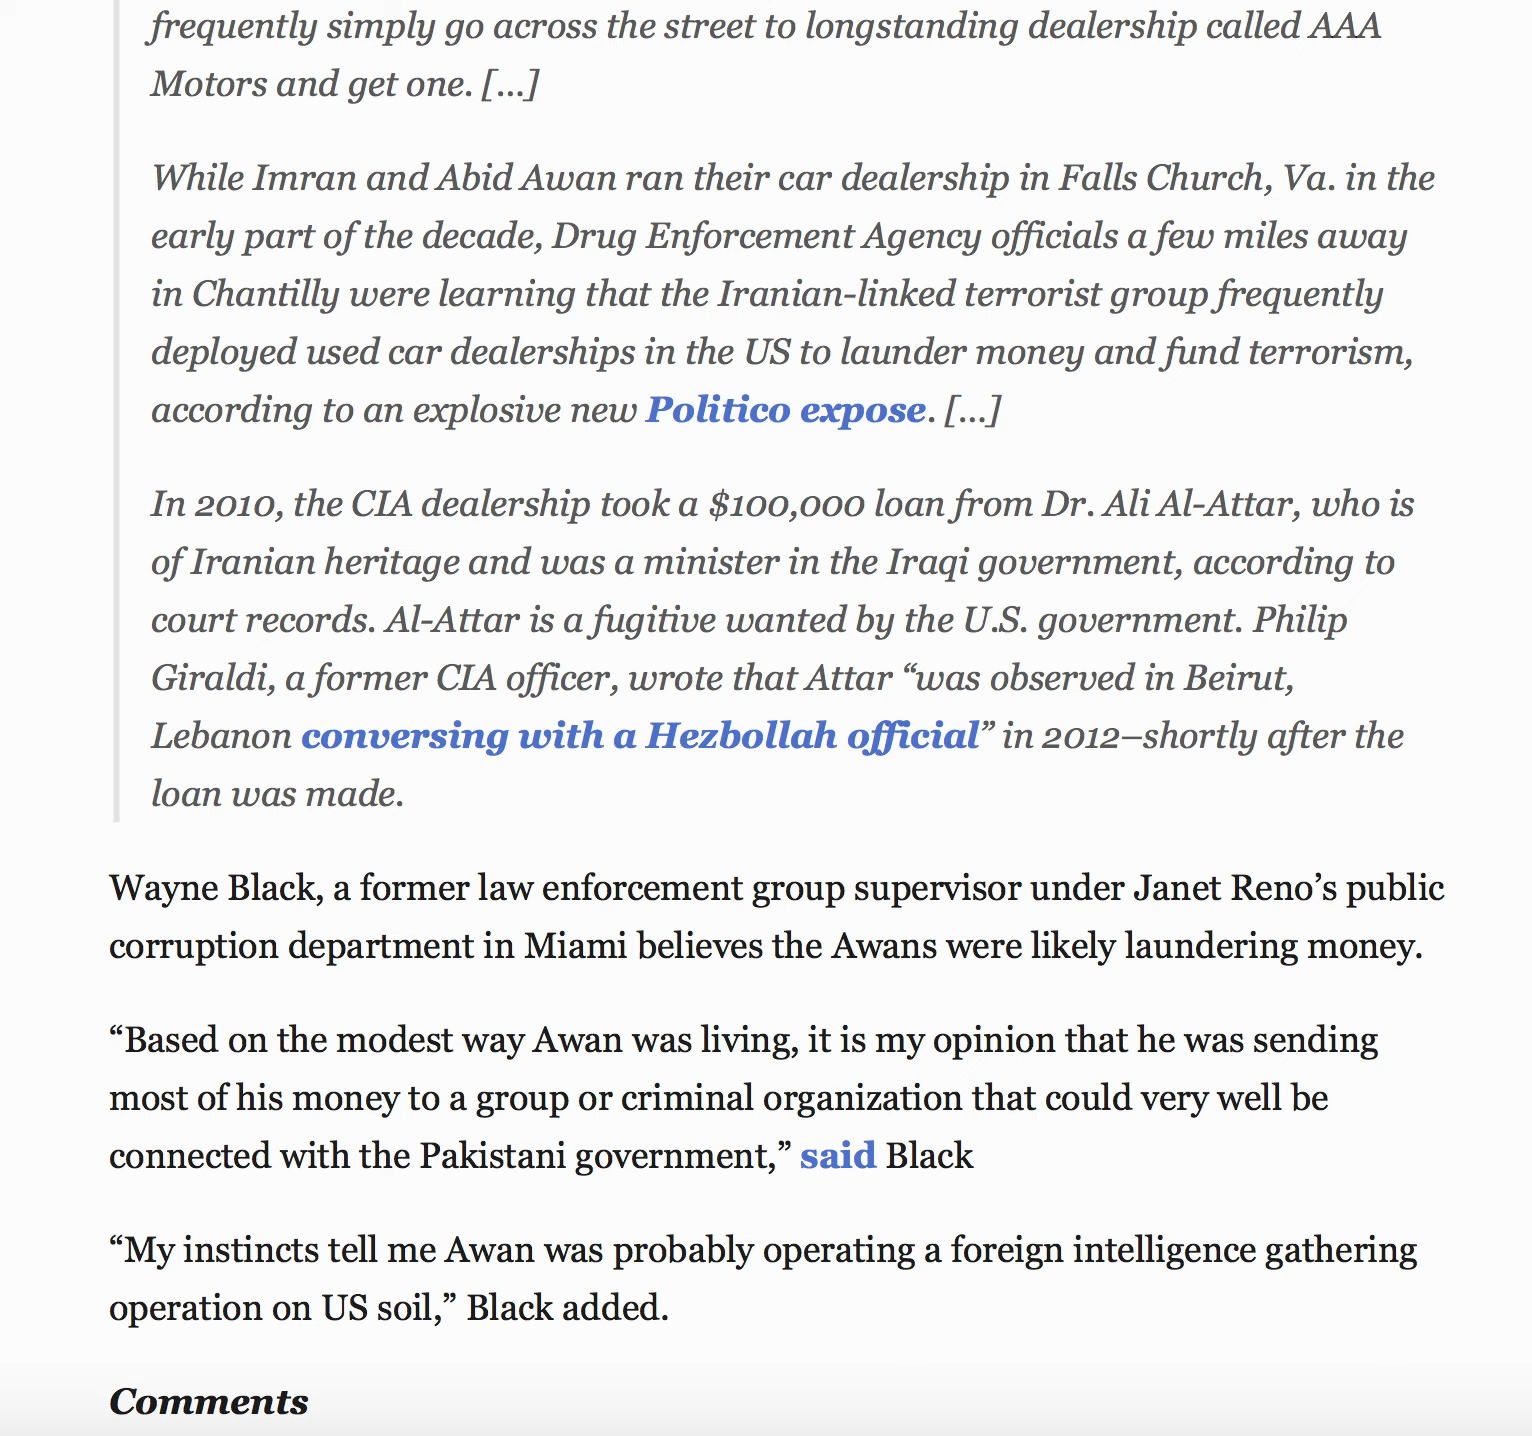 frequently simply go across the street to longstanding dealership called AAA
Motors and get one. [...]
While Imran and Abid Awan ran their car dealership in Falls Church, Va. in the
early part of the decade, Drug Enforcement Agency officials a few miles away
in Chantilly were learning that the Iranian-linked terrorist group frequently
deployed used car dealerships in the US to launder money and fund terrorism,
according to an explosive new Politico expose. [...]
In 2010, the CIA dealership took a $100,000 loan from Dr. Ali Al-Attar, who is
of Iranian heritage and was a minister in the Iraqi government, according to
court records. Al-Attar is a fugitive wanted by the U.S. government. Philip
Giraldi, a former CIA officer, wrote that Attar “was observed in Beirut,
Lebanon conversing with a Hezbollah official” in 2012–shortly after the
loan was made.
Wayne Black, a former law enforcement group supervisor under Janet Reno’s public
corruption department in Miami believes the Awans were likely laundering money.
“Based on the modest way Awan was living, it is my opinion that he was sending
most of his money to a group or criminal organization that could very well be
connected with the Pakistani government,” said Black
“My instincts tell me Awan was probably operating a foreign intelligence gathering
operation on US soil,” Black added.
Comments